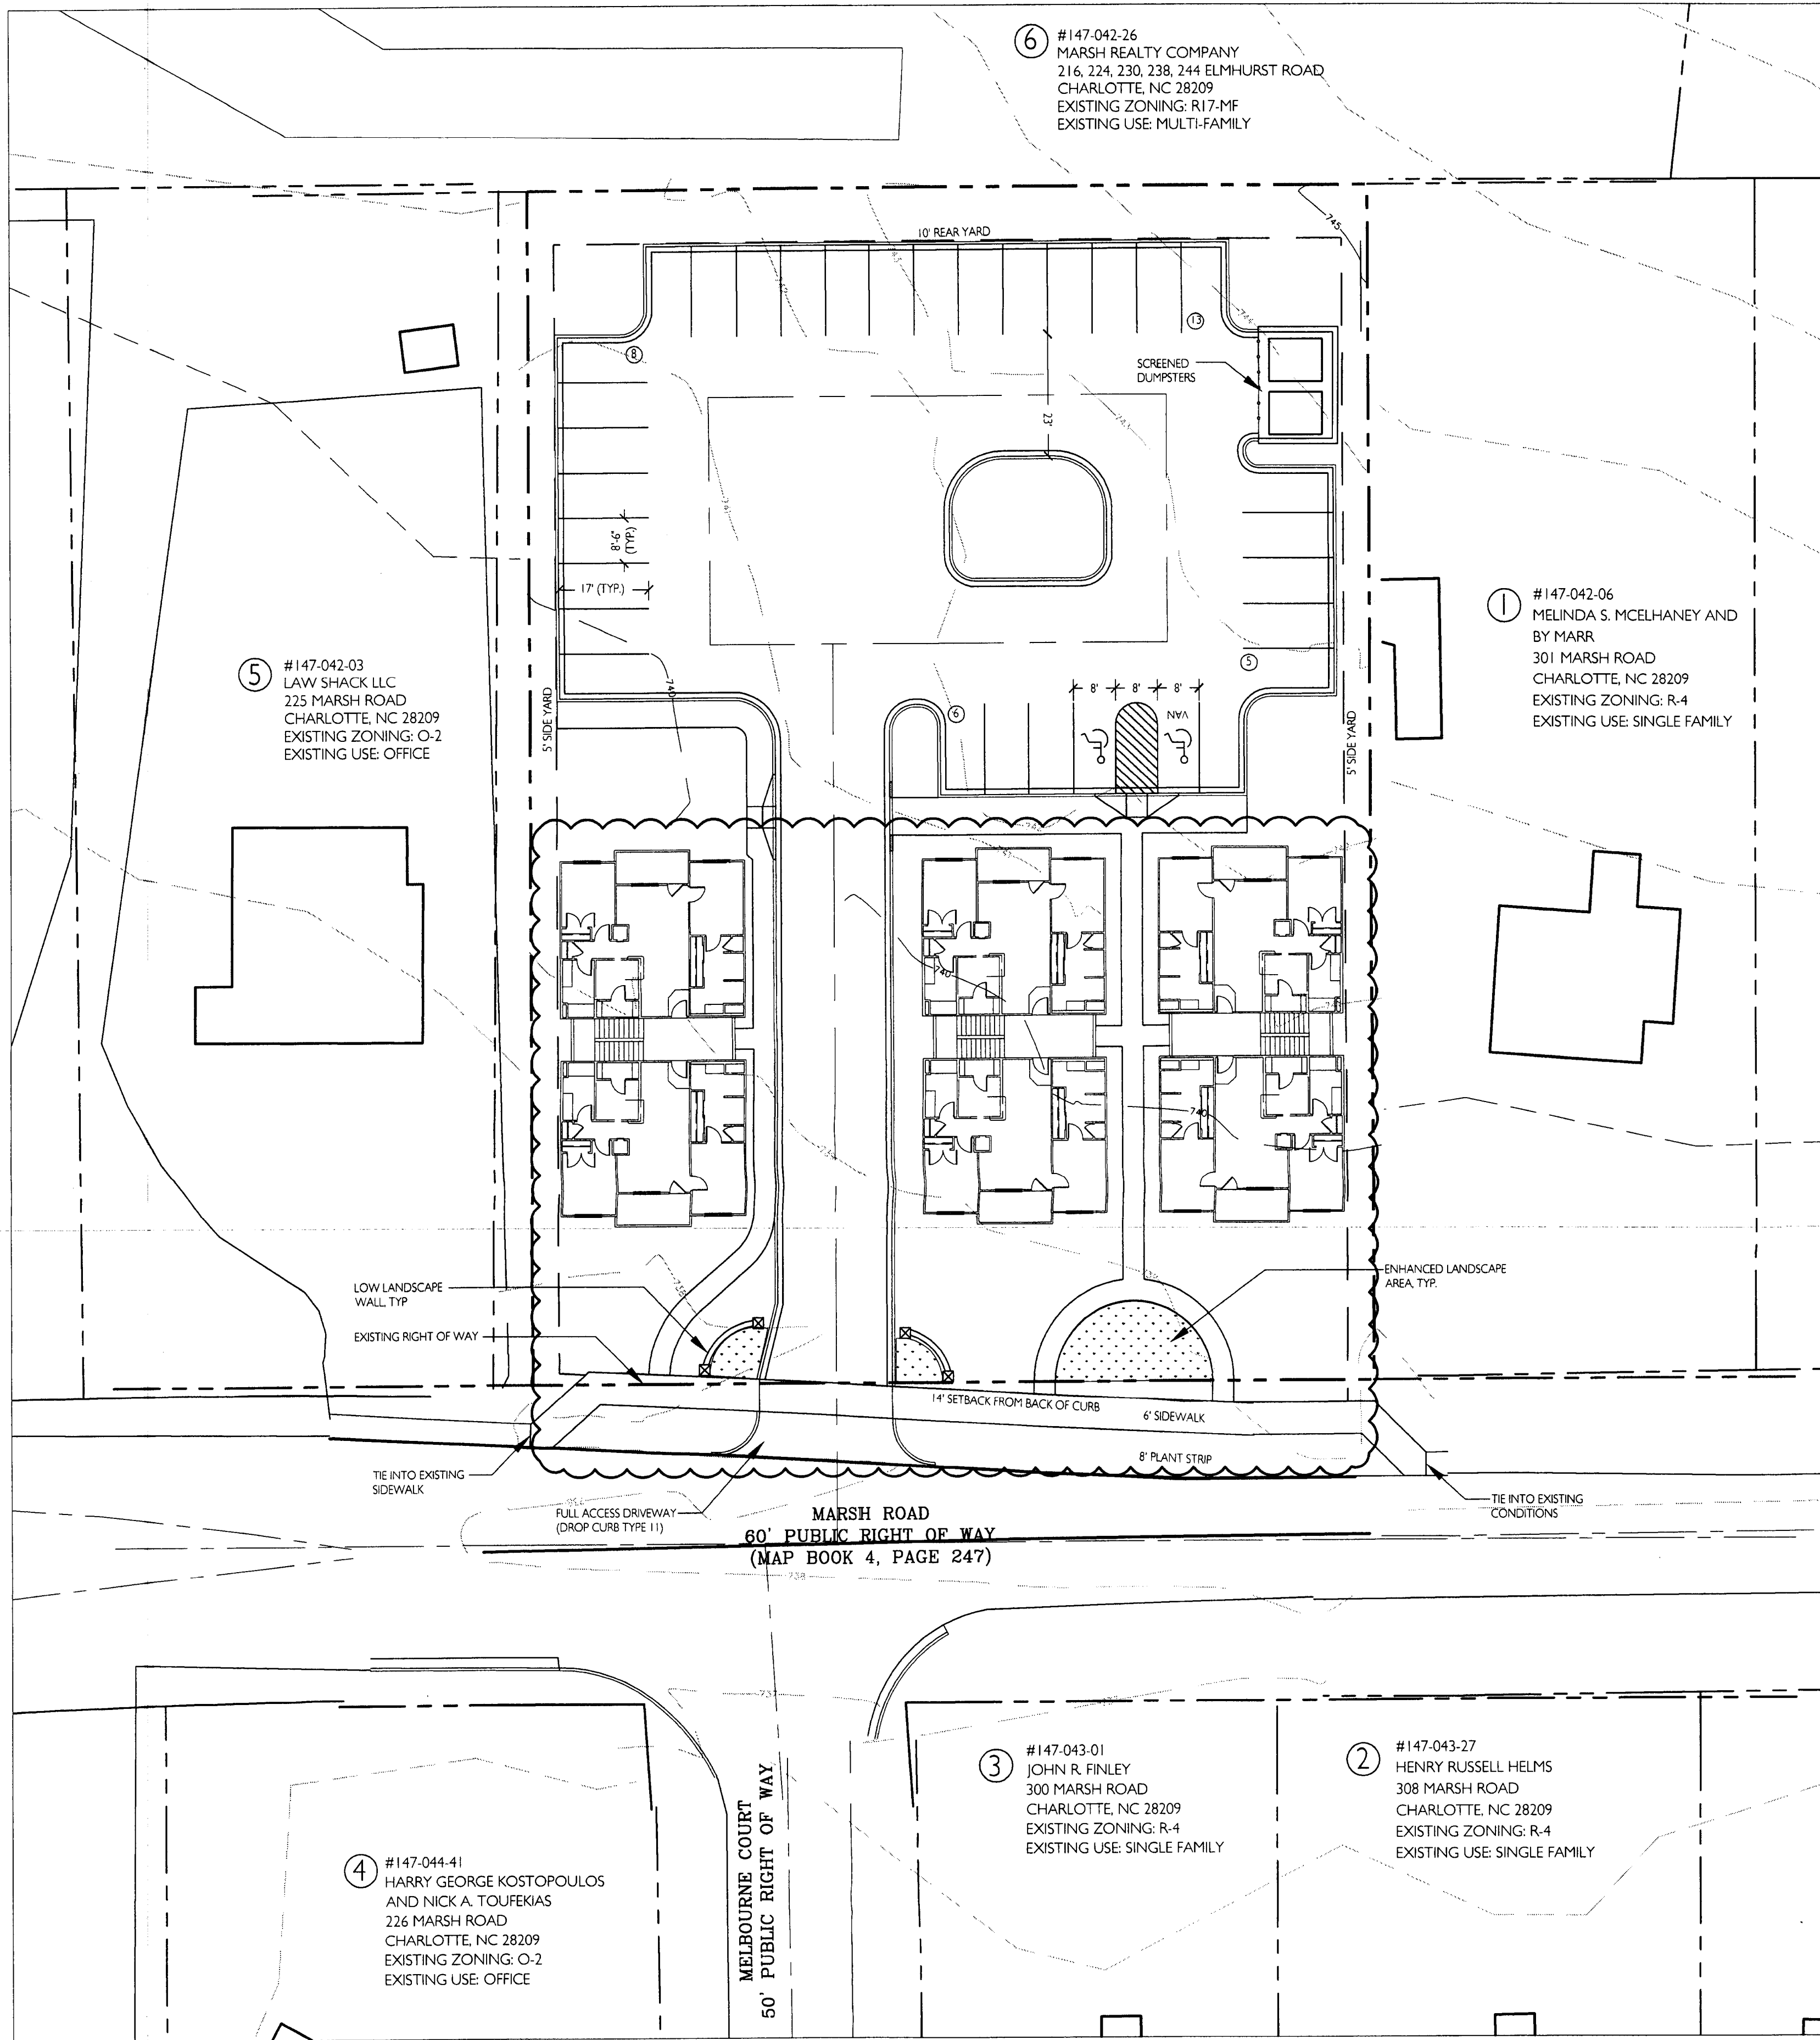 6
#147-042-26
MARSH REALTY COMPANY
216, 224, 230, 238, 244 ELMHURST ROAD
CHARLOTTE, NC 28209
EXISTING ZONING: R17-MF
EXISTING USE: MULTI-FAMILY
745
10' REAR YARD
13
8
744
SCREENED
DUMPSTERS
23'
743
8'-6"
(TYP.)
17' (TYP.)
1
#147-042-06
MELINDA S. MCELHANEY AND
BY MARR
301 MARSH ROAD
CHARLOTTE, NC 28209
EXISTING ZONING: R-4
EXISTING USE: SINGLE FAMILY
5
#147-042-03
LAW SHACK LLC
225 MARSH ROAD
CHARLOTTE, NC 28209
EXISTING ZONING: O-2
EXISTING USE: OFFICE
5
740
8' 8' 8'
6
VAN
5' SIDE YARD
5' SIDE YARD
740
740
ENHANCED LANDSCAPE
AREA, TYP.
LOW LANDSCAPE
WALL, TYP
EXISTING RIGHT OF WAY
14' SETBACK FROM BACK OF CURB
6' SIDEWALK
8' PLANT STRIP
TIE INTO EXISTING
SIDEWALK
FULL ACCESS DRIVEWAY
(DROP CURB TYPE 11)
TIE INTO EXISTING
CONDITIONS
MARSH ROAD
60' PUBLIC RIGHT OF WAY
(MAP BOOK 4, PAGE 247)
738
3
#147-043-01
JOHN R. FINLEY
300 MARSH ROAD
CHARLOTTE, NC 28209
EXISTING ZONING: R-4
EXISTING USE: SINGLE FAMILY
2
#147-043-27
HENRY RUSSELL HELMS
308 MARSH ROAD
CHARLOTTE, NC 28209
EXISTING ZONING: R-4
EXISTING USE: SINGLE FAMILY
MELBOURNE COURT
50' PUBLIC RIGHT OF WAY
4
#147-044-41
HARRY GEORGE KOSTOPOULOS
AND NICK A. TOUFEKIAS
226 MARSH ROAD
CHARLOTTE, NC 28209
EXISTING ZONING: O-2
EXISTING USE: OFFICE